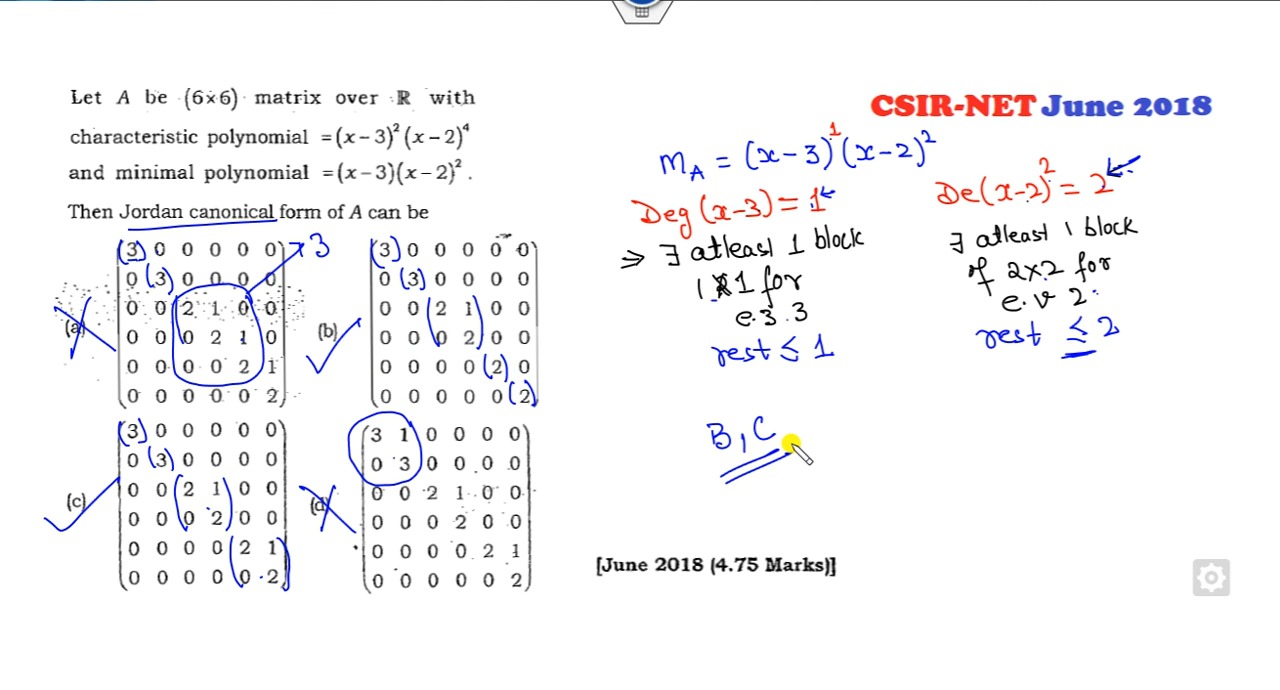 Let A be (6×6) matrix over ℝ with
characteristic polynomial =(x−3)²(x−2)⁴
and minimal polynomial =(x−3)(x−2)².
Then Jordan canonical form of A can be
(a)
3 0 0 0 0 0
0 3 0 0 0 0
0 0 2 1 0 0
0 0 0 2 1 0
0 0 0 0 2 1
0 0 0 0 0 2
×3
(b)
3 0 0 0 0 0
0 3 0 0 0 0
0 0 2 1 0 0
0 0 0 2 0 0
0 0 0 0 2 0
0 0 0 0 0 2
(c)
3 0 0 0 0 0
0 3 0 0 0 0
0 0 2 1 0 0
0 0 0 2 0 0
0 0 0 0 2 1
0 0 0 0 0 2
(d)
3 1 0 0 0 0
0 3 0 0 0 0
0 0 2 1 0 0
0 0 0 2 0 0
0 0 0 0 2 1
0 0 0 0 0 2
CSIR-NET June 2018
m_A = (x−3)¹(x−2)²
Deg(x−3) = 1
⇒ ∃ atleast 1 block
1×1 for
e.3.3
rest ≤ 1
De(x-2)² = 2
∃ atleast 1 block
of 2×2 for
e.v 2.
rest ≤ 2
B, C
[June 2018 (4.75 Marks)]